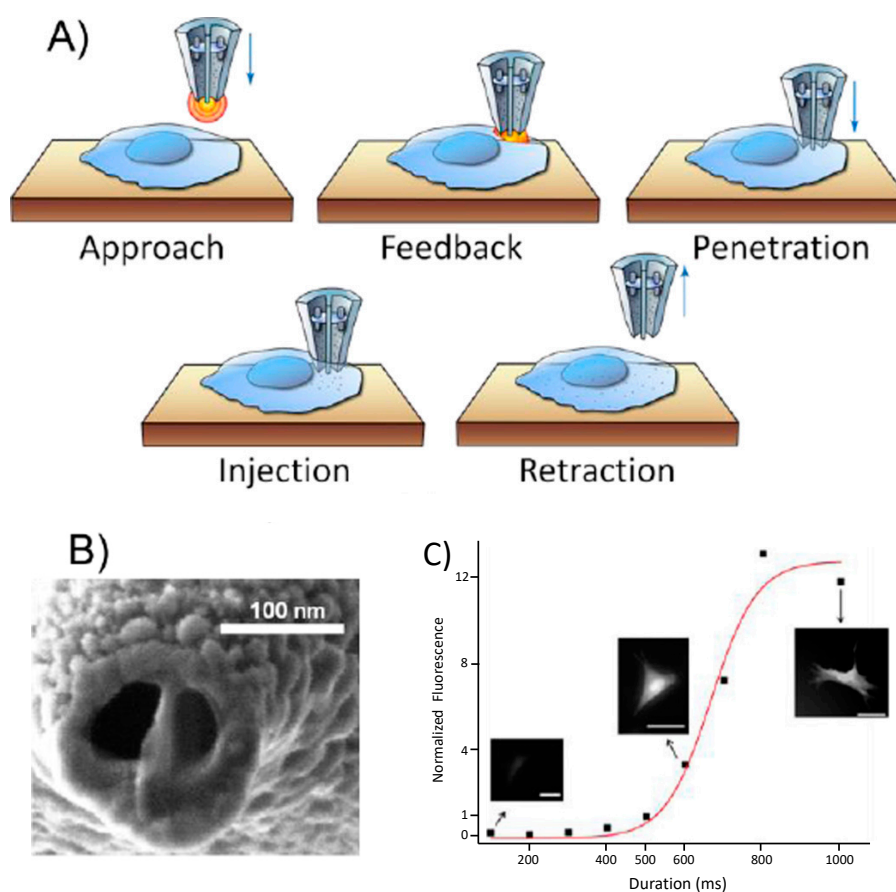 A)
Approach
Feedback
Penetration
Injection
Retraction
B)
100 nm
C)
Normalized Fluorescence
12
8
4
1
0
200
400
500
600
800
1000
Duration (ms)